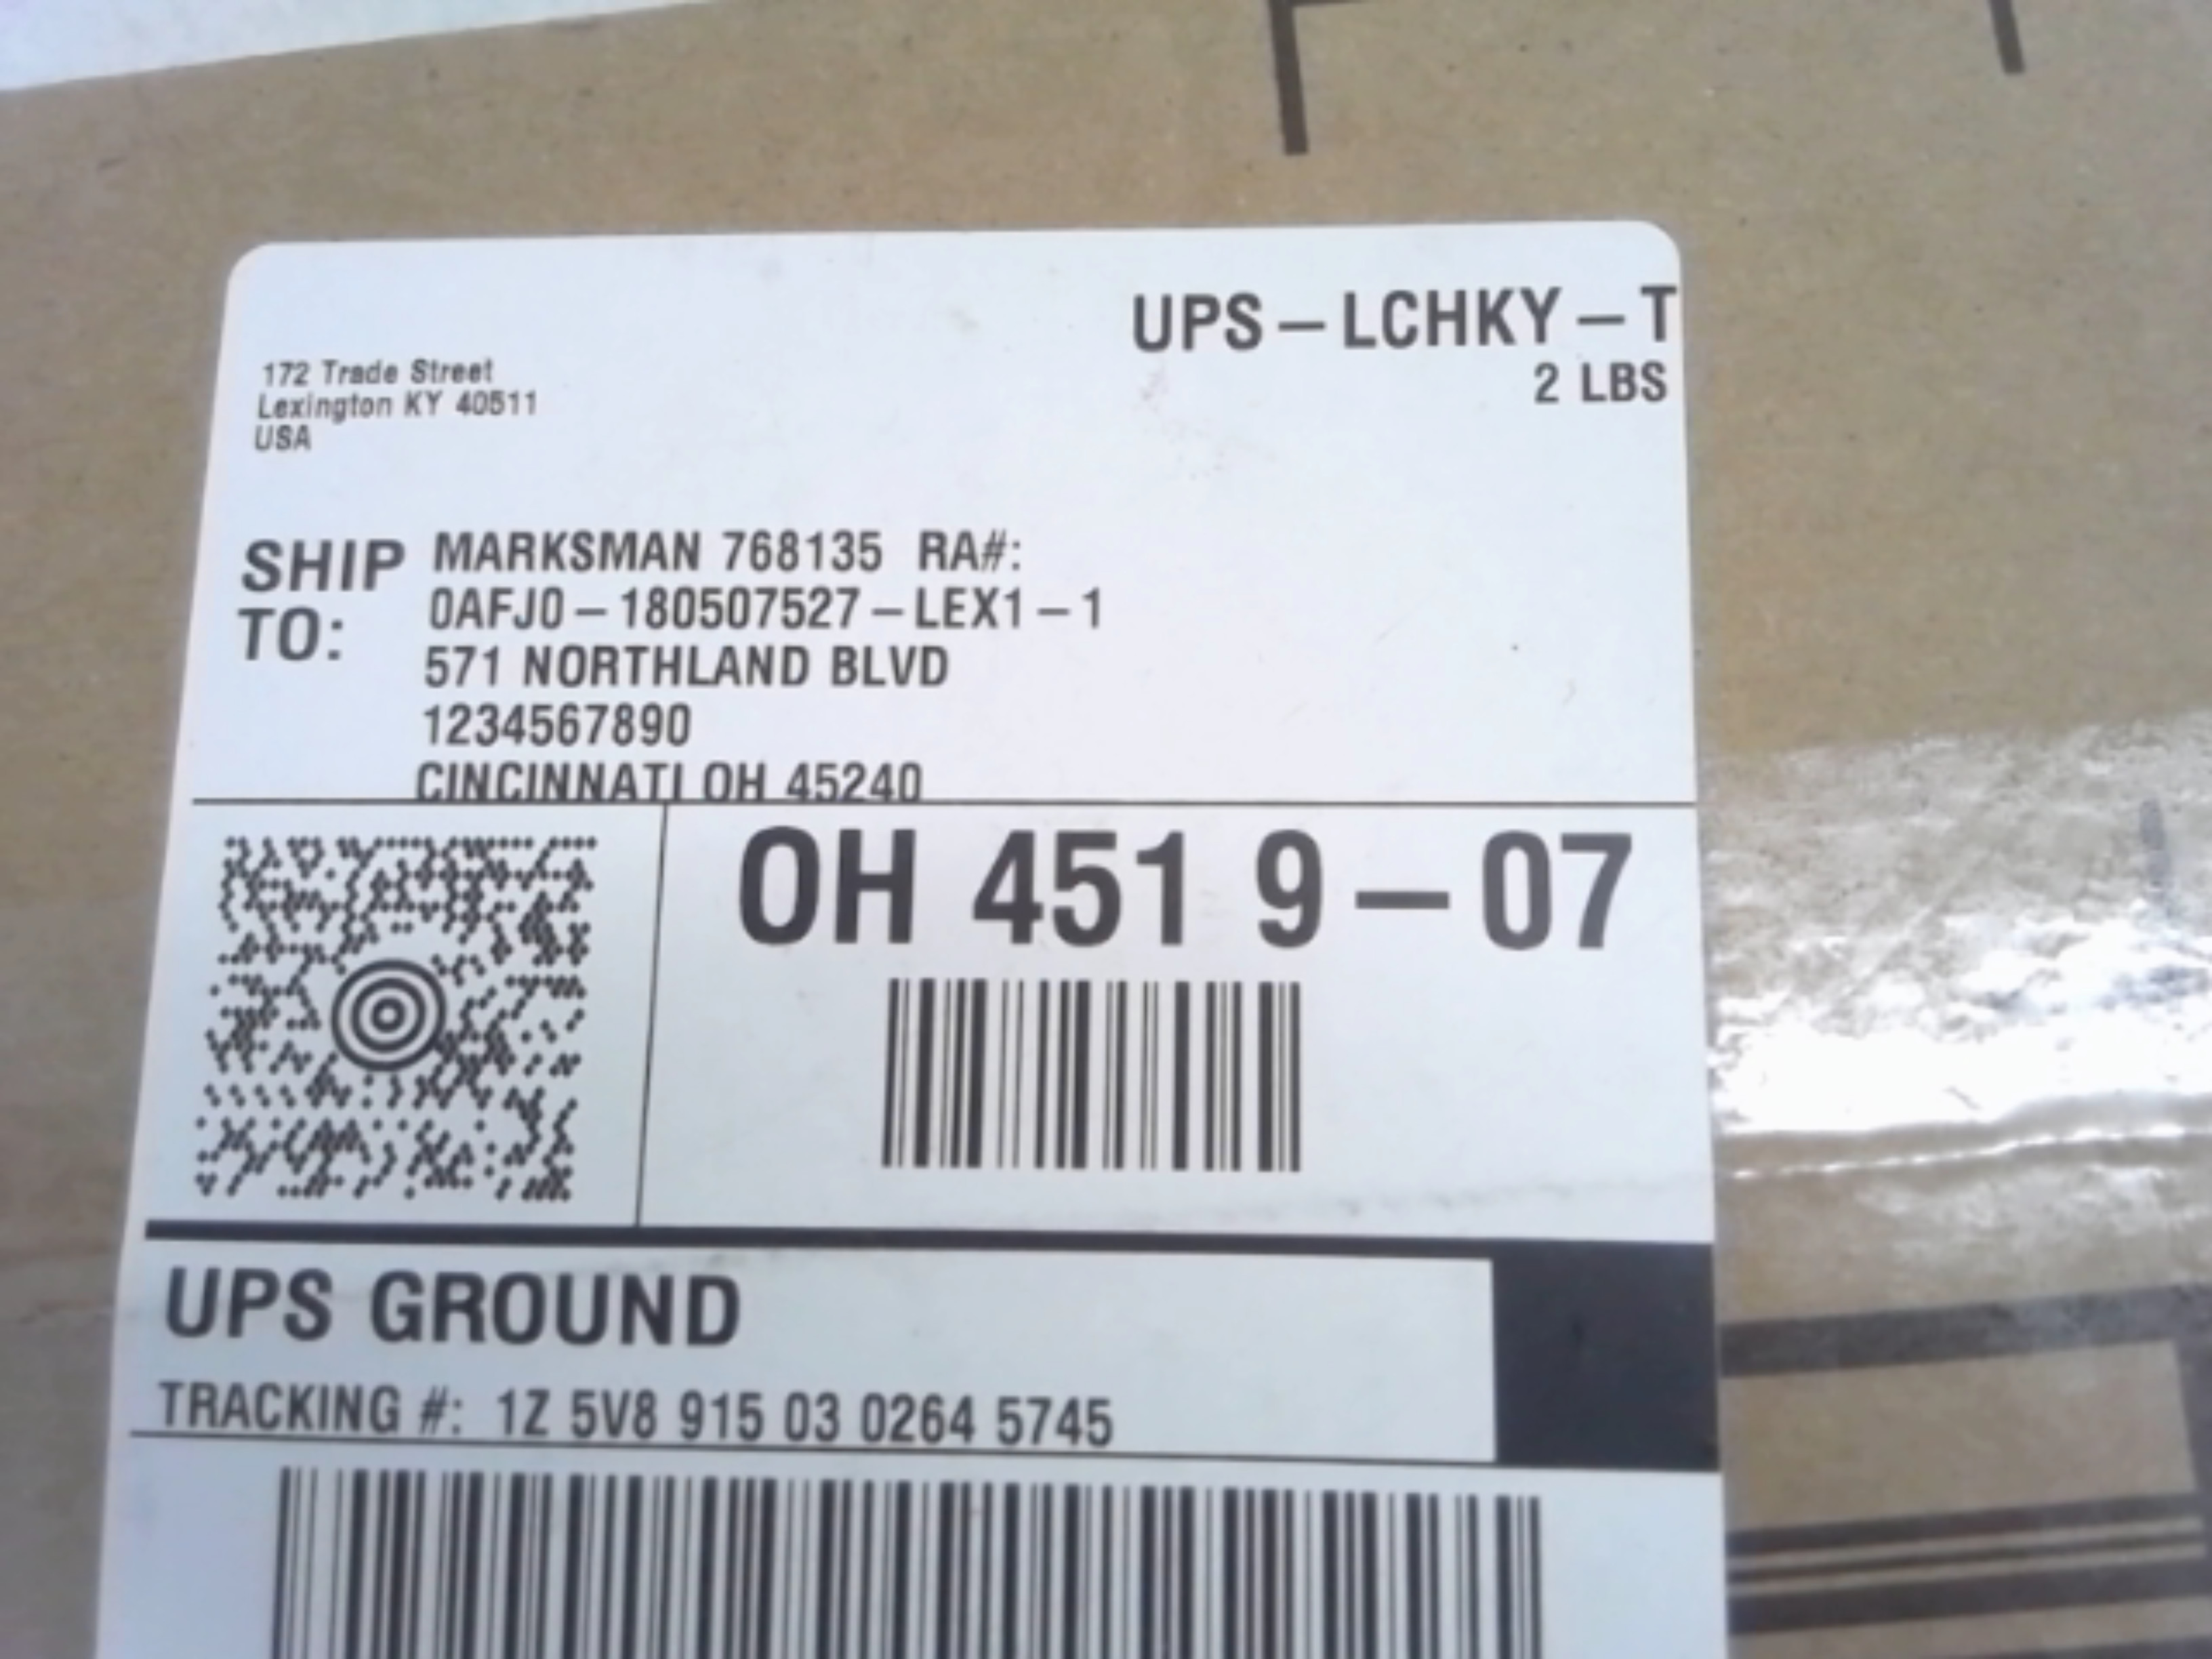 UPS – LCHKY – T
2 LBS
172 Trade Street
Lexington KY 40511
USA
SHIP TO:
MARKSMAN 768135 RA#:
0AFJ0 – 180507527 – LEX1 – 1
571 NORTHLAND BLVD
1234567890
CINCINNATI OH 45240
OH 451 9 – 07
UPS GROUND
TRACKING #: 1Z 5V8 915 03 0264 5745